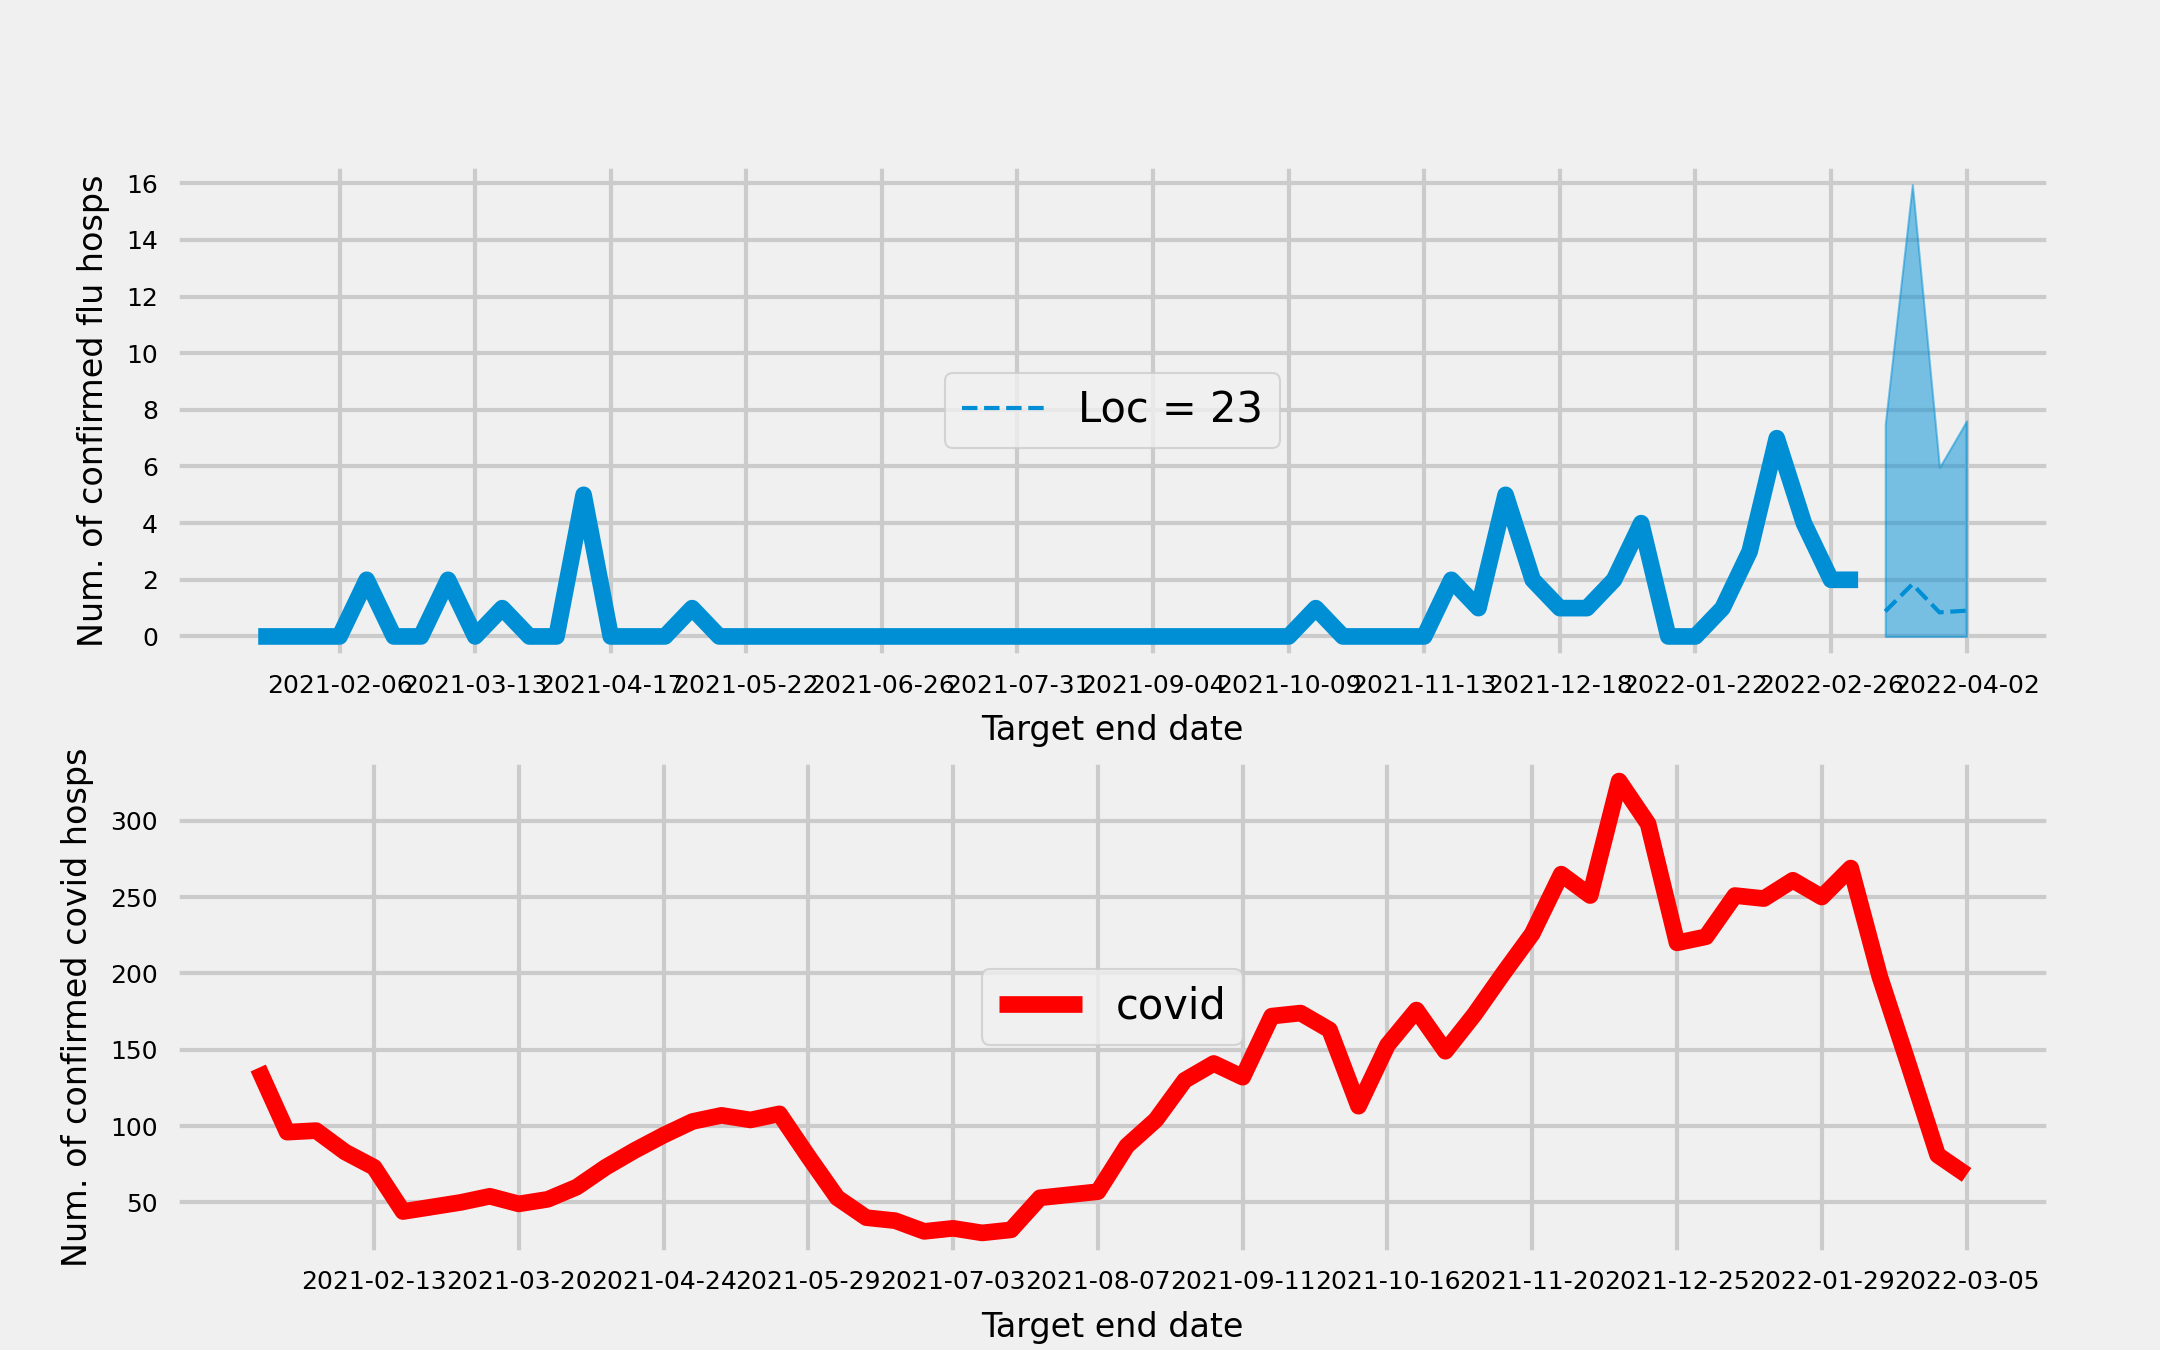 Num. of confirmed flu hosps
16
14
12
10
8
6
4
2
0
Loc = 23
2021-02-06 2021-03-13 2021-04-17 2021-05-22 2021-06-26 2021-07-31 2021-09-04 2021-10-09 2021-11-13 2021-12-18 2022-01-22 2022-02-26 2022-04-02
Target end date
Num. of confirmed covid hosps
300
250
200
150
100
50
covid
2021-02-13 2021-03-20 2021-04-24 2021-05-29 2021-07-03 2021-08-07 2021-09-11 2021-10-16 2021-11-20 2021-12-25 2022-01-29 2022-03-05
Target end date